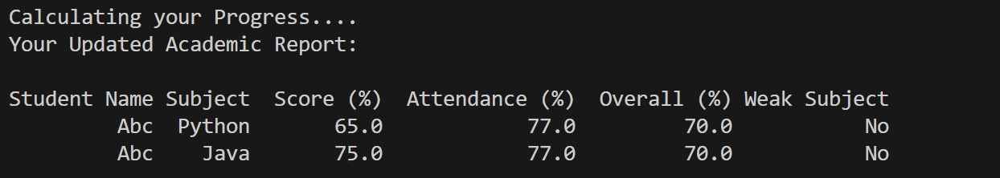 Calculating your Progress....
Your Updated Academic Report:
Student Name Subject  Score (%)  Attendance (%)  Overall (%) Weak Subject
         Abc  Python       65.0            77.0         70.0           No
         Abc    Java       75.0            77.0         70.0           No